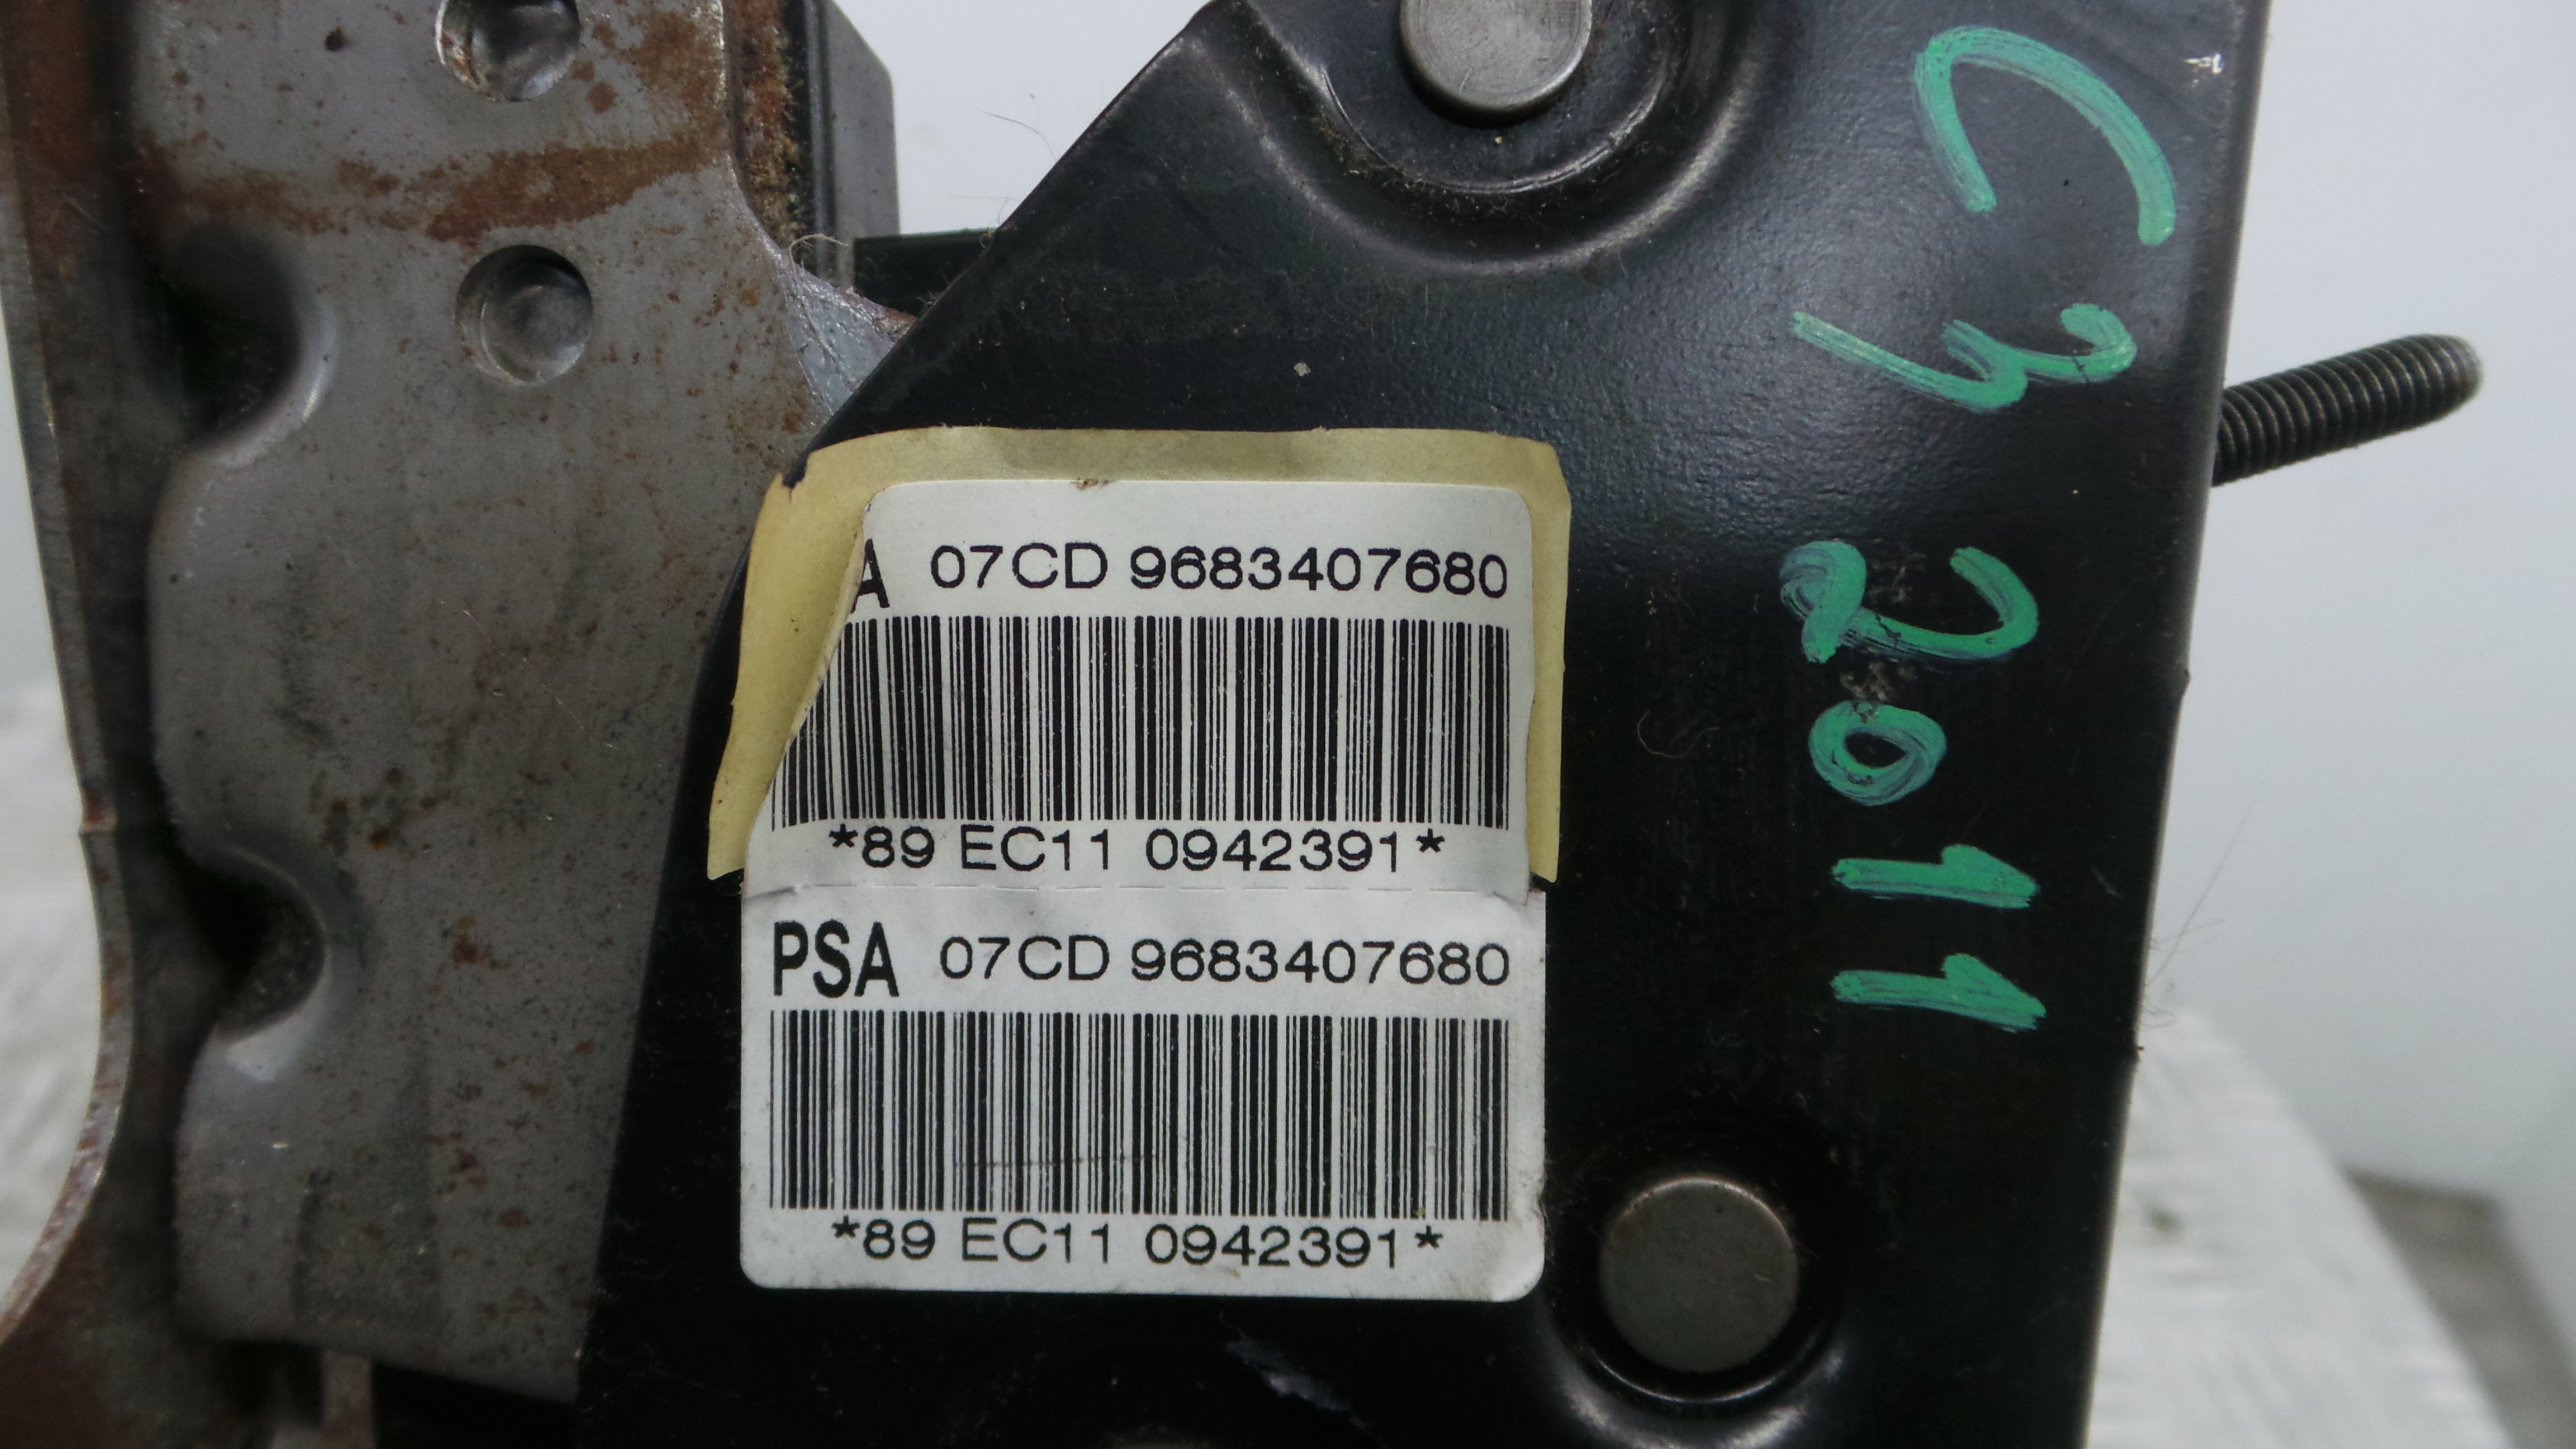 A 07CD 9683407680
*89 EC11 0942391*
PSA 07CD 9683407680
*89 EC11 0942391*
C3
2011